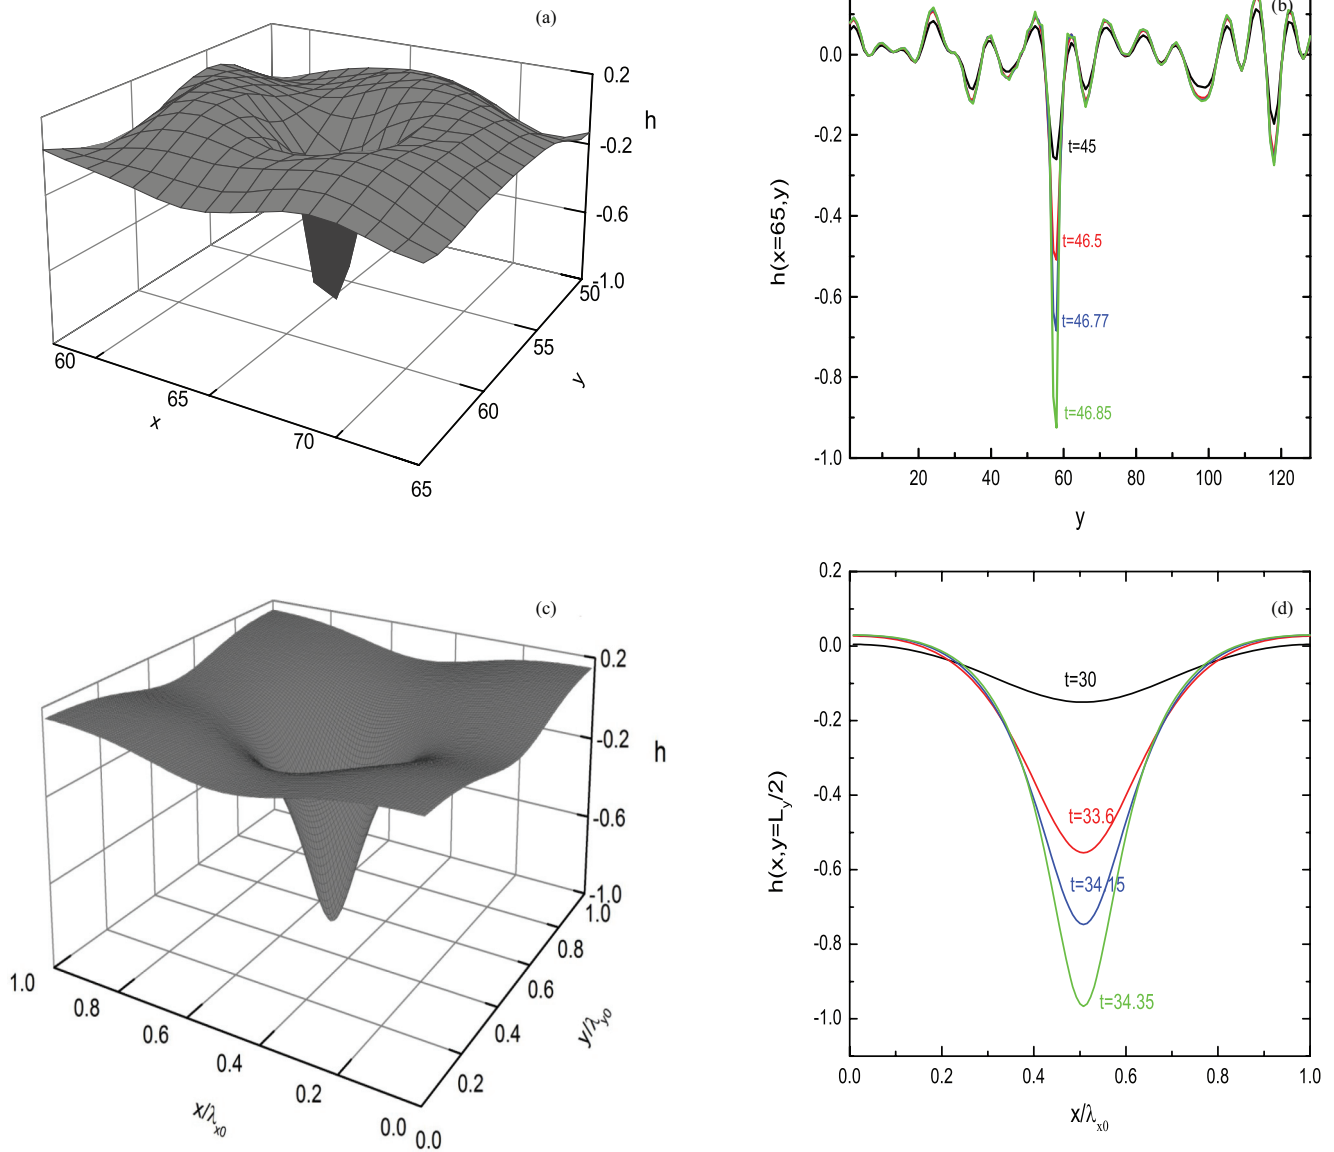 (a)
0.2
h
-0.2
-0.6
-1.0
50
55
60
65
y
60
65
70
x
(b)
0.0
-0.2
-0.4
-0.6
-0.8
-1.0
h(x=65,y)
t=45
t=46.5
t=46.77
t=46.85
20 40 60 80 100 120
y
(c)
0.2
-0.2
h
-0.6
-1.0
1.0
0.8
0.6
0.4
0.2
0.0
y/λy0
1.0
0.8
0.6
0.4
0.2
0.0
x/λx0
0.2
(d)
0.0
-0.2
-0.4
-0.6
-0.8
-1.0
h(x,y=Ly/2)
t=30
t=33.6
t=34.15
t=34.35
0.0 0.2 0.4 0.6 0.8 1.0
x/λx0